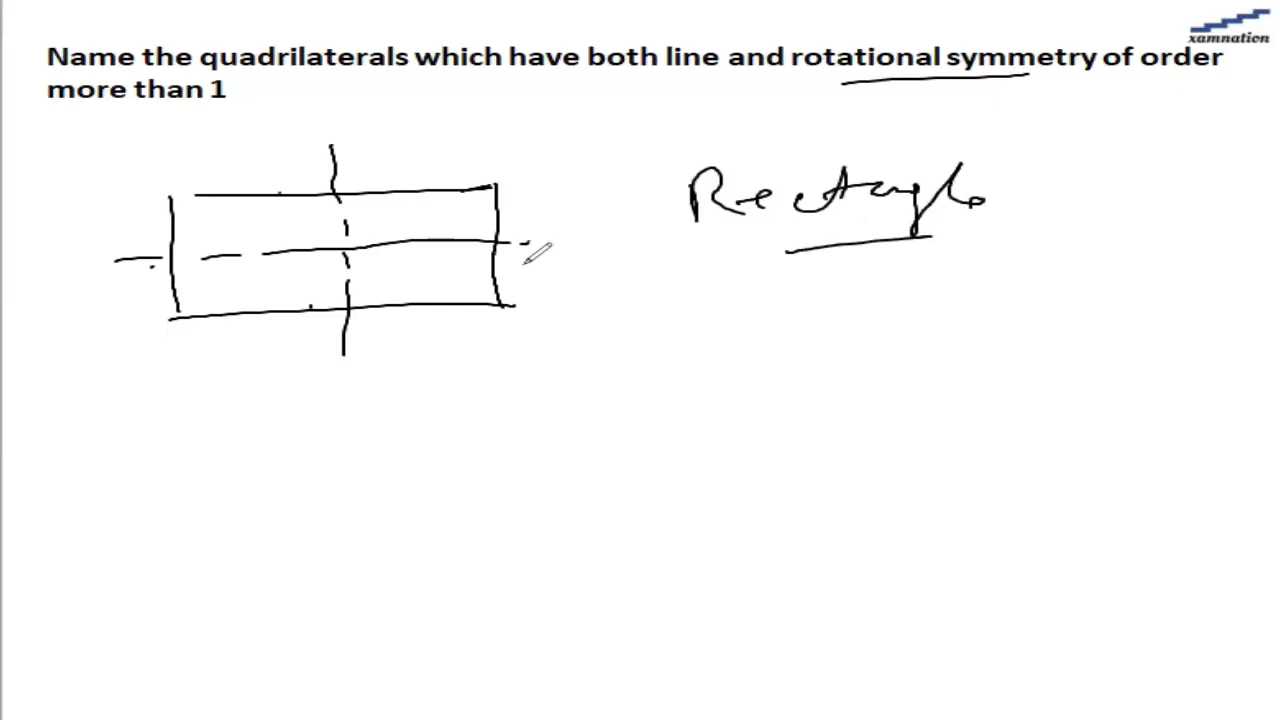 xamnation
Name the quadrilaterals which have both line and rotational symmetry of order
more than 1
Rectangle